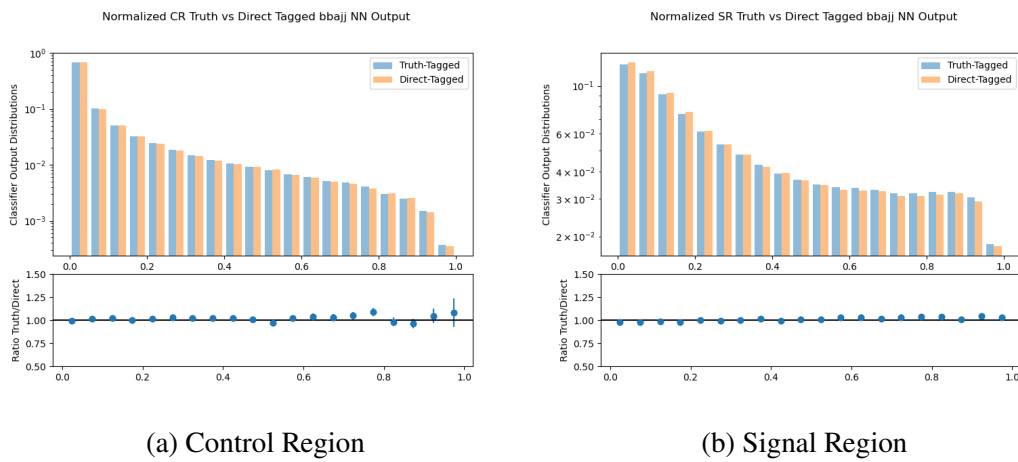 Normalized CR Truth vs Direct Tagged bbajj NN Output
Classifier Output Distributions
10⁰
10⁻¹
10⁻²
10⁻³
Truth-Tagged
Direct-Tagged
0.0 0.2 0.4 0.6 0.8 1.0
Ratio Truth/Direct
1.50
1.25
1.00
0.75
0.50
0.0 0.2 0.4 0.6 0.8 1.0
(a) Control Region
Normalized SR Truth vs Direct Tagged bbajj NN Output
Classifier Output Distributions
10⁻¹
6 × 10⁻²
4 × 10⁻²
3 × 10⁻²
2 × 10⁻²
Truth-Tagged
Direct-Tagged
0.0 0.2 0.4 0.6 0.8 1.0
Ratio Truth/Direct
1.50
1.25
1.00
0.75
0.50
0.0 0.2 0.4 0.6 0.8 1.0
(b) Signal Region